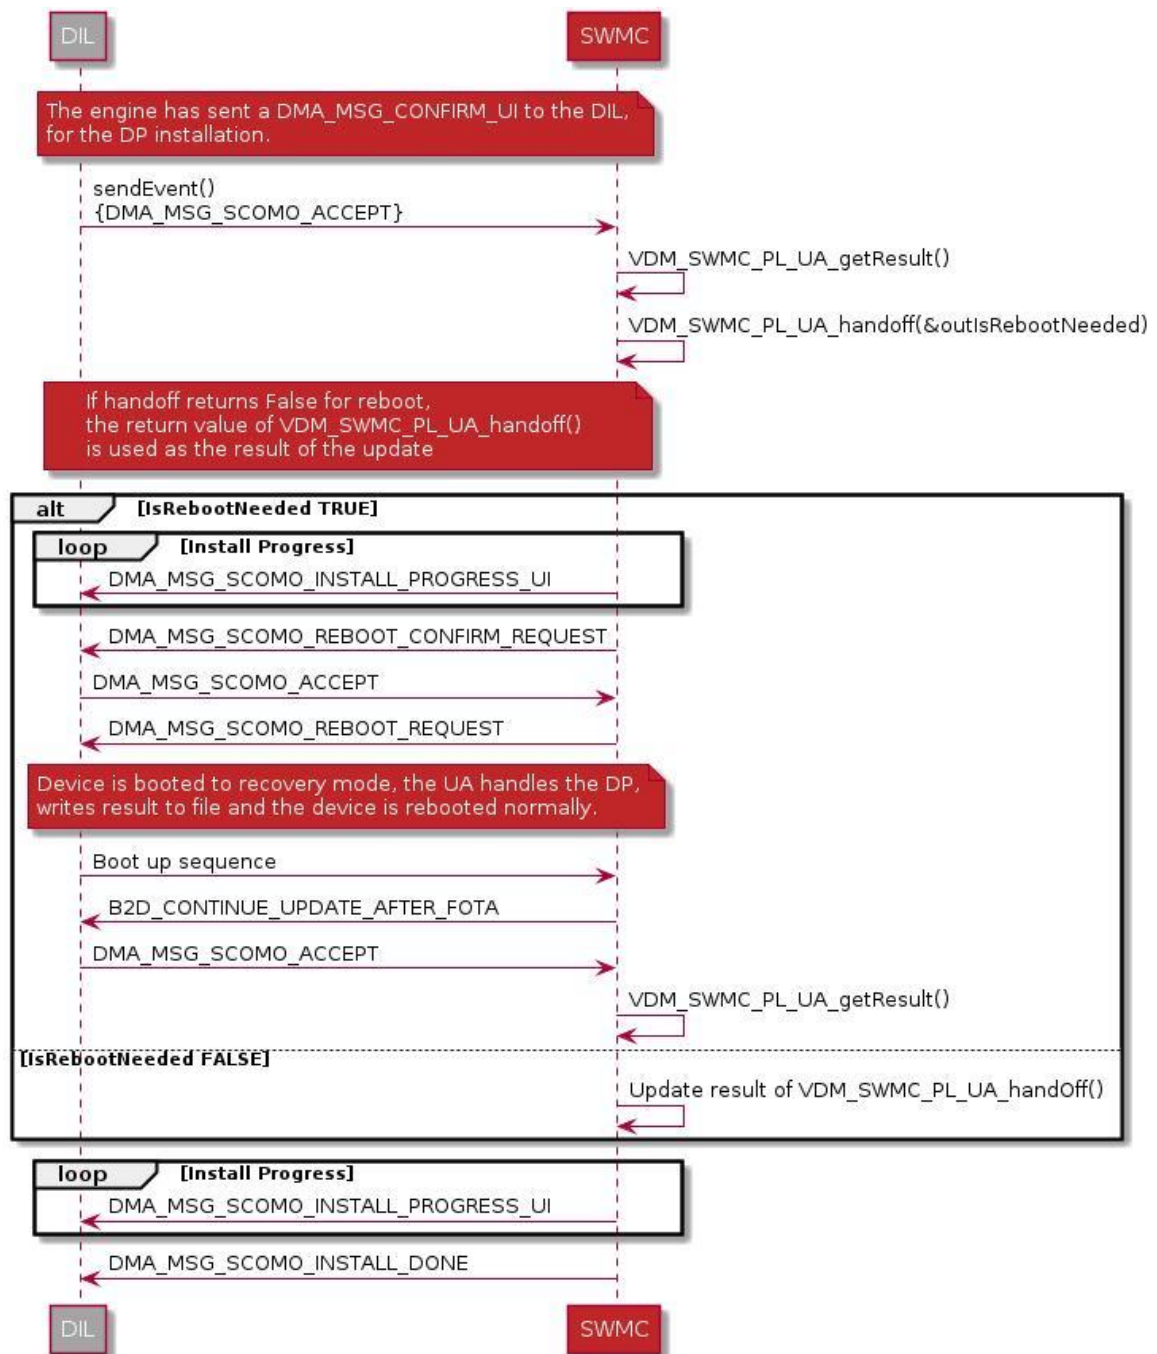 DIL
SWMC
The engine has sent a DMA_MSG_CONFIRM_UI to the DIL,
for the DP installation.
sendEvent()
{DMA_MSG_SCOMO_ACCEPT}
VDM_SWMC_PL_UA_getResult()
VDM_SWMC_PL_UA_handoff(&outIsRebootNeeded)
If handoff returns False for reboot,
the return value of VDM_SWMC_PL_UA_handoff()
is used as the result of the update
alt [IsRebootNeeded TRUE]
loop [Install Progress]
DMA_MSG_SCOMO_INSTALL_PROGRESS_UI
DMA_MSG_SCOMO_REBOOT_CONFIRM_REQUEST
DMA_MSG_SCOMO_ACCEPT
DMA_MSG_SCOMO_REBOOT_REQUEST
Device is booted to recovery mode, the UA handles the DP,
writes result to file and the device is rebooted normally.
Boot up sequence
B2D_CONTINUE_UPDATE_AFTER_FOTA
DMA_MSG_SCOMO_ACCEPT
VDM_SWMC_PL_UA_getResult()
[IsRebootNeeded FALSE]
Update result of VDM_SWMC_PL_UA_handOff()
loop [Install Progress]
DMA_MSG_SCOMO_INSTALL_PROGRESS_UI
DMA_MSG_SCOMO_INSTALL_DONE
DIL
SWMC